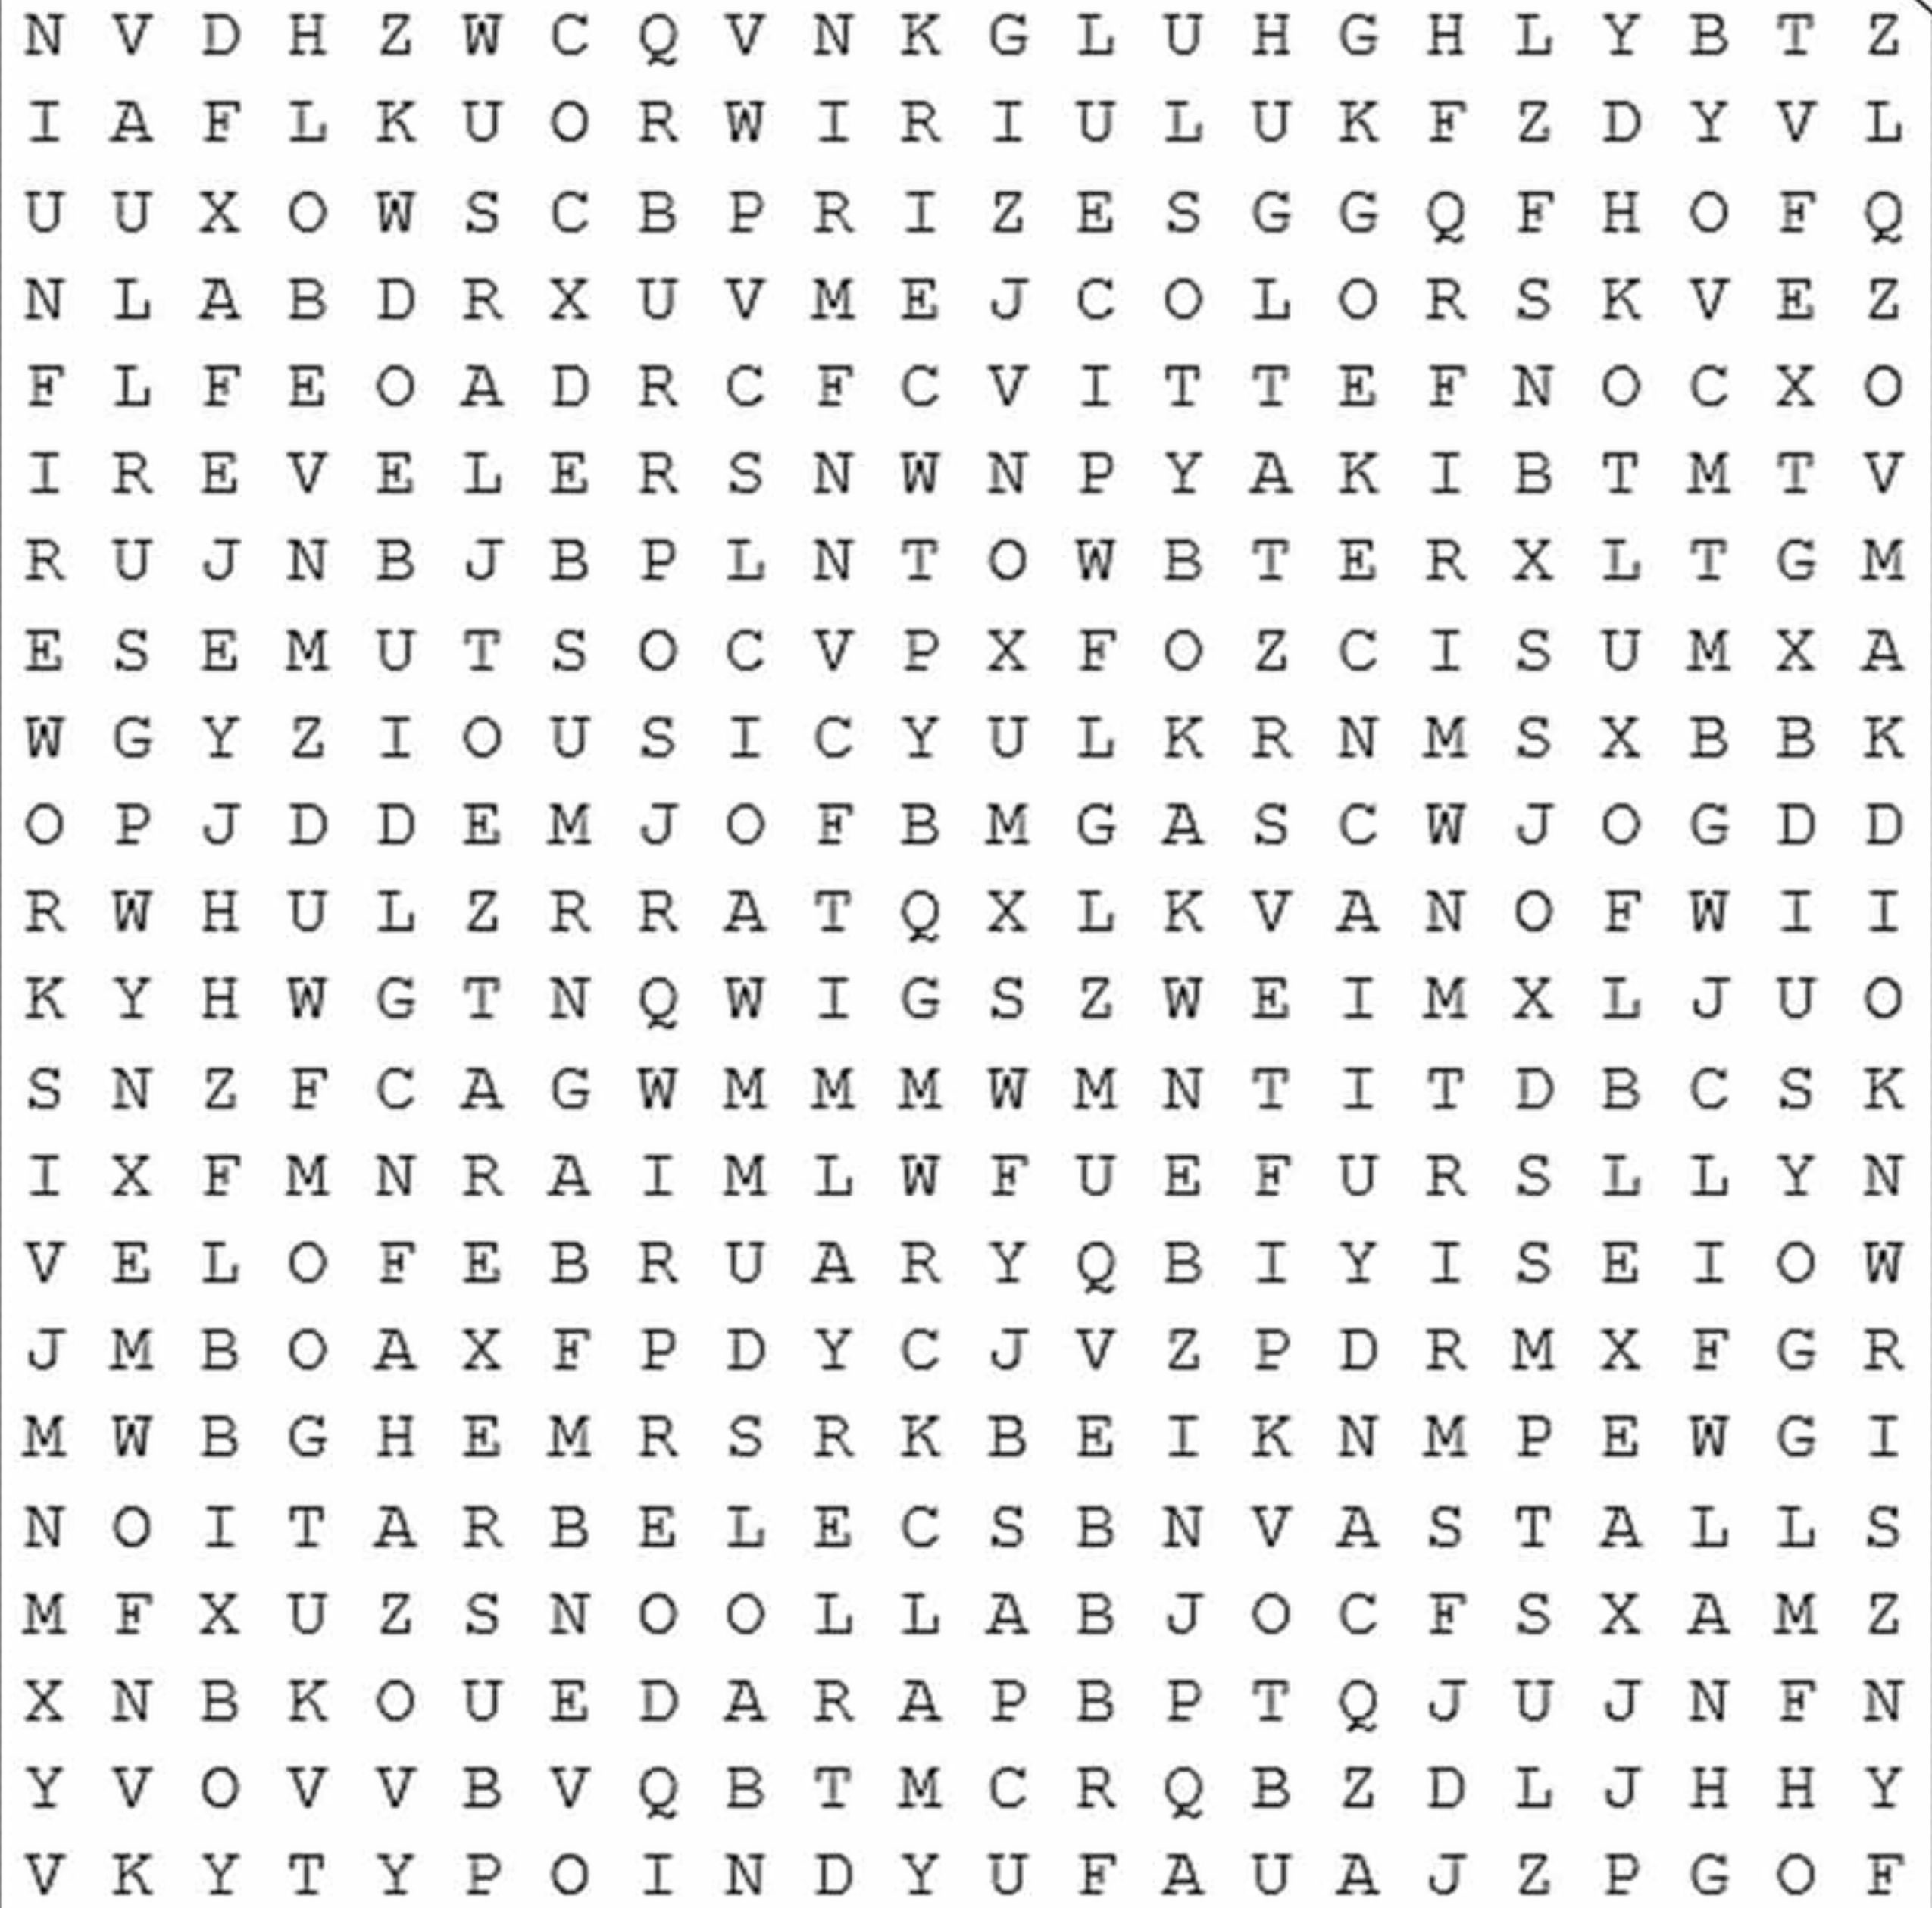 N V D H Z W C Q V N K G L U H G H L Y B T Z
I A F L K U O R W I R I U L U K F Z D Y V L
U U X O W S C B P R I Z E S G G Q F H O F Q
N L A B D R X U V M E J C O L O R S K V E Z
F L F E O A D R C F C V I T T E F N O C X O
I R E V E L E R S N W N P Y A K I B T M T V
R U J N B J B P L N T O W B T E R X L T G M
E S E M U T S O C V P X F O Z C I S U M X A
W G Y Z I O U S I C Y U L K R N M S X B B K
O P J D D E M J O F B M G A S C W J O G D D
R W H U L Z R R A T Q X L K V A N O F W I I
K Y H W G T N Q W I G S Z W E I M X L J U O
S N Z F C A G W M M M W M N T I T D B C S K
I X F M N R A I M L W F U E F U R S L L Y N
V E L O F E B R U A R Y Q B I Y I S E I O W
J M B O A X F P D Y C J V Z P D R M X F G R
M W B G H E M R S R K B E I K N M P E W G I
N O I T A R B E L E C S B N V A S T A L L S
M F X U Z S N O O L L A B J O C F S X A M Z
X N B K O U E D A R A P B P T Q J U J N F N
Y V O V V B V Q B T M C R Q B Z D L J H H Y
V K Y T Y P O I N D Y U F A U A J Z P G O F